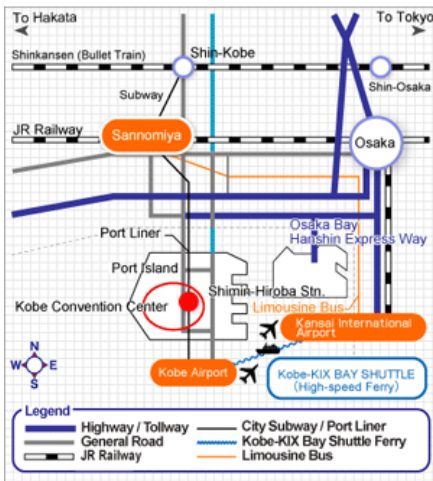 To Hakata
To Tokyo
Shin-Kobe
Shinkansen (Bullet Train)
Shin-Osaka
Subway
JR Railway
Sannomiya
Osaka
Osaka Bay
Hanshin Express Way
Port Liner
Port Island
Shimin-Hiroba Stn.
Kobe Convention Center
Limousine Bus
Kansai International
Airport
Kobe Airport
Kobe-KIX BAY SHUTTLE
(High-speed Ferry)
N
W E
S
Legend
Highway / Tollway
City Subway / Port Liner
General Road
Kobe-KIX Bay Shuttle Ferry
JR Railway
Limousine Bus